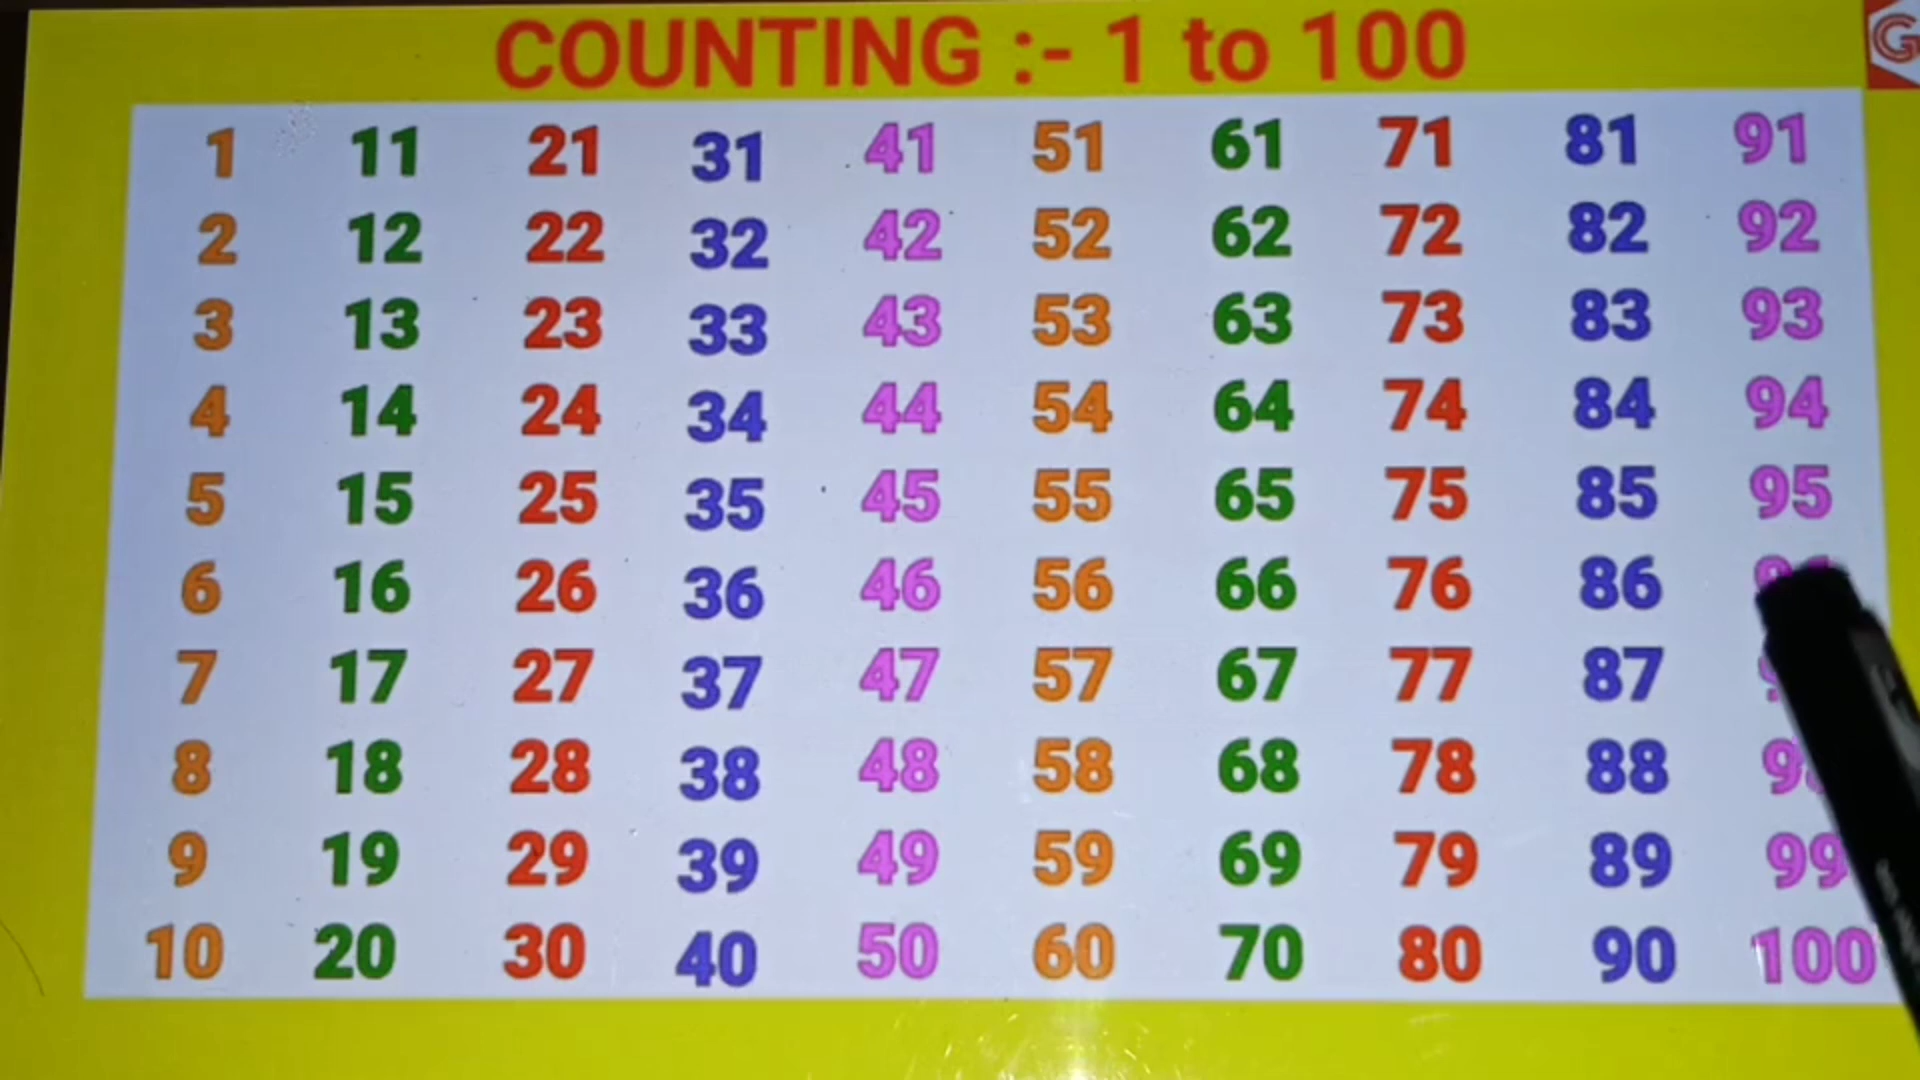 COUNTING :- 1 to 100
G
1 11 21 31 41 51 61 71 81 91
2 12 22 32 42 52 62 72 82 92
3 13 23 33 43 53 63 73 83 93
4 14 24 34 44 54 64 74 84 94
5 15 25 35 45 55 65 75 85 95
6 16 26 36 46 56 66 76 86
7 17 27 37 47 57 67 77 87
8 18 28 38 48 58 68 78 88
9 19 29 39 49 59 69 79 89 99
10 20 30 40 50 60 70 80 90 100